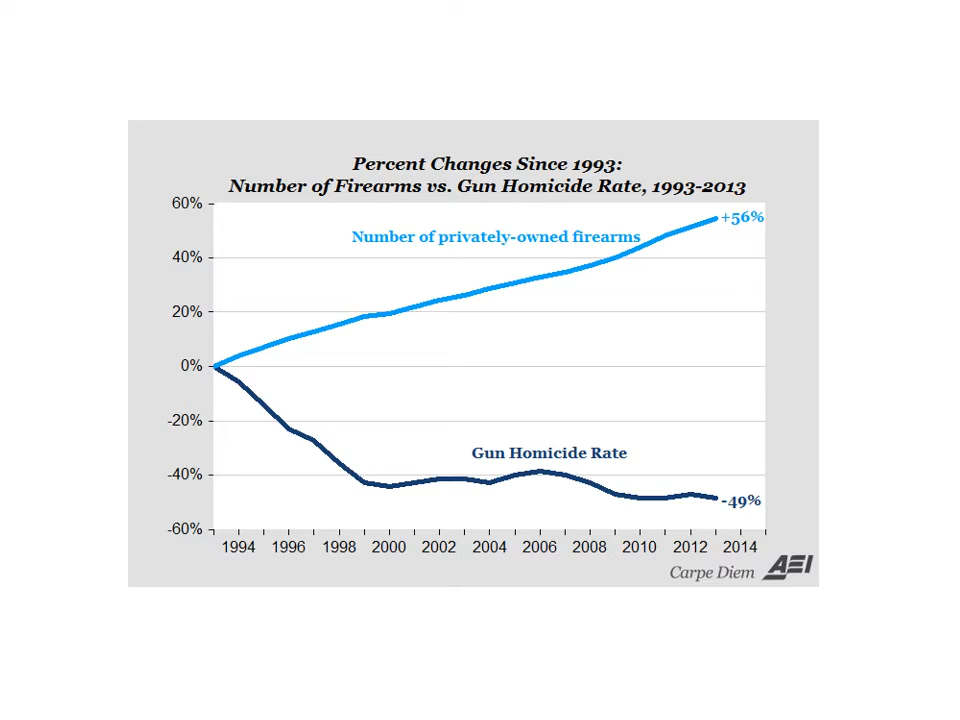 Percent Changes Since 1993:
Number of Firearms vs. Gun Homicide Rate, 1993-2013
60%
+56%
Number of privately-owned firearms
40%
20%
0%
-20%
Gun Homicide Rate
-40%
-49%
-60%
1994 1996 1998 2000 2002 2004 2006 2008 2010 2012 2014
Carpe Diem AEI